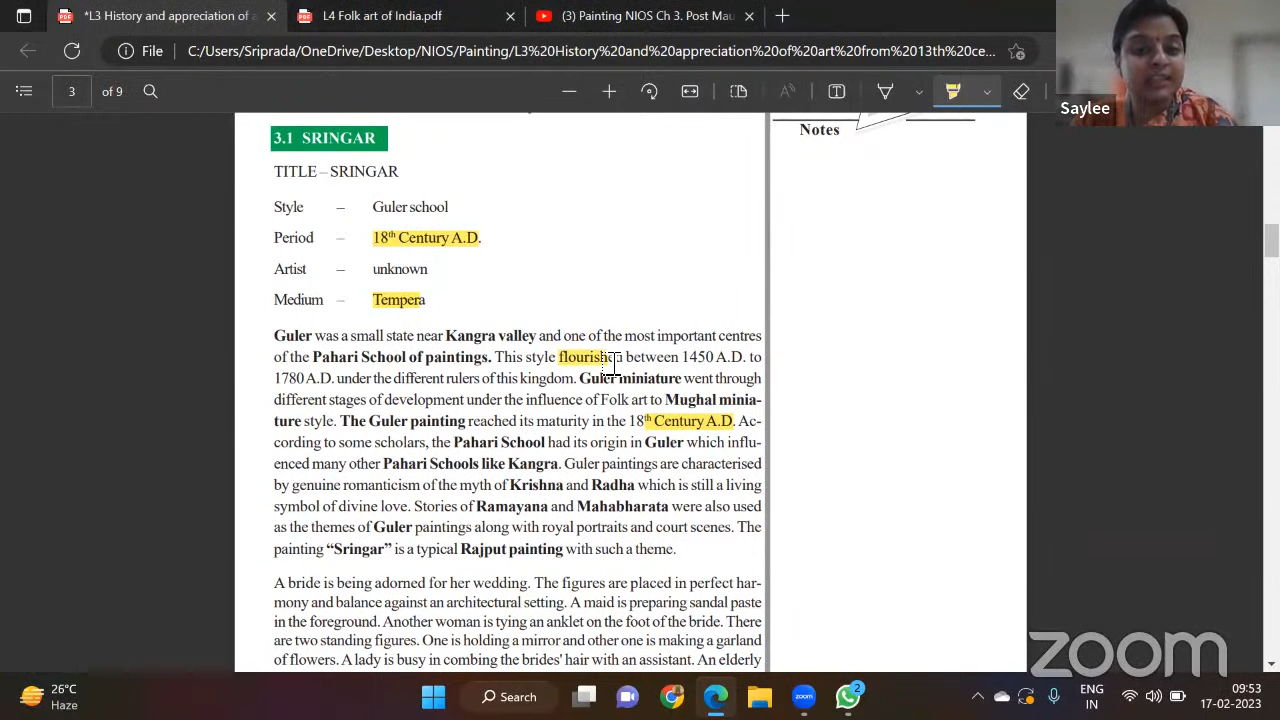 *L3 History and appreciation of a
L4 Folk art of India.pdf
(3) Painting NIOS Ch 3. Post Mau
File
C:/Users/Sriprada/OneDrive/Desktop/NIOS/Painting/L3%20History%20and%20appreciation%20of%20art%20from%2013th%20ce...
3 of 9
Saylee
Notes
3.1 SRINGAR
TITLE – SRINGAR
Style – Guler school
Period – 18th Century A.D.
Artist – unknown
Medium – Tempera
Guler was a small state near Kangra valley and one of the most important centres
of the Pahari School of paintings. This style flourished between 1450 A.D. to
1780 A.D. under the different rulers of this kingdom. Guler miniature went through
different stages of development under the influence of Folk art to Mughal minia-
ture style. The Guler painting reached its maturity in the 18th Century A.D. Ac-
cording to some scholars, the Pahari School had its origin in Guler which influ-
enced many other Pahari Schools like Kangra. Guler paintings are characterised
by genuine romanticism of the myth of Krishna and Radha which is still a living
symbol of divine love. Stories of Ramayana and Mahabharata were also used
as the themes of Guler paintings along with royal portraits and court scenes. The
painting “Sringar” is a typical Rajput painting with such a theme.
A bride is being adorned for her wedding. The figures are placed in perfect har-
mony and balance against an architectural setting. A maid is preparing sandal paste
in the foreground. Another woman is tying an anklet on the foot of the bride. There
are two standing figures. One is holding a mirror and other one is making a garland
of flowers. A lady is busy in combing the brides' hair with an assistant. An elderly
zoom
26°C
Haze
Search
zoom
2
ENG
IN
09:53
17-02-2023